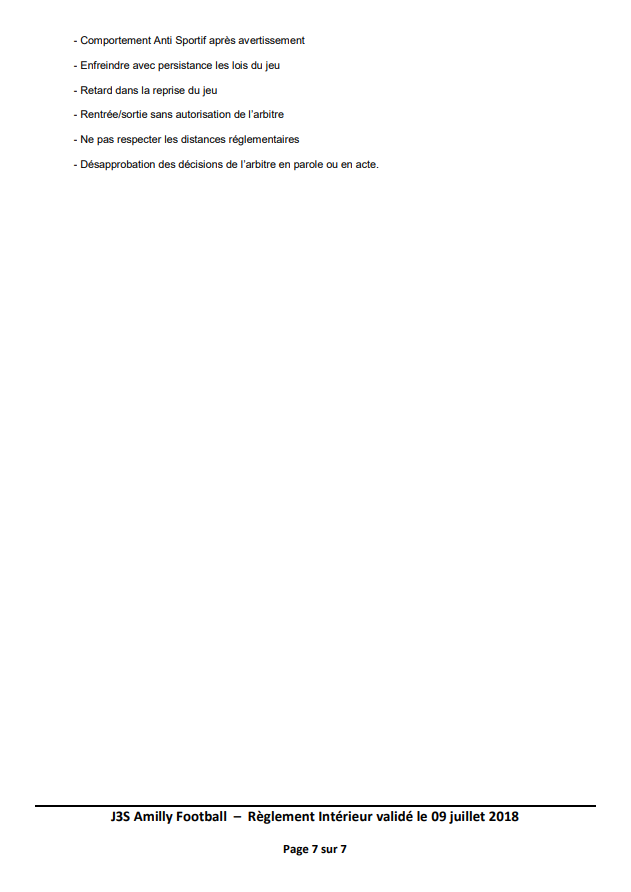 - Comportement Anti Sportif après avertissement
- Enfreindre avec persistance les lois du jeu
- Retard dans la reprise du jeu
- Rentrée/sortie sans autorisation de l’arbitre
- Ne pas respecter les distances réglementaires
- Désapprobation des décisions de l’arbitre en parole ou en acte.
J3S Amilly Football – Règlement Intérieur validé le 09 juillet 2018
Page 7 sur 7